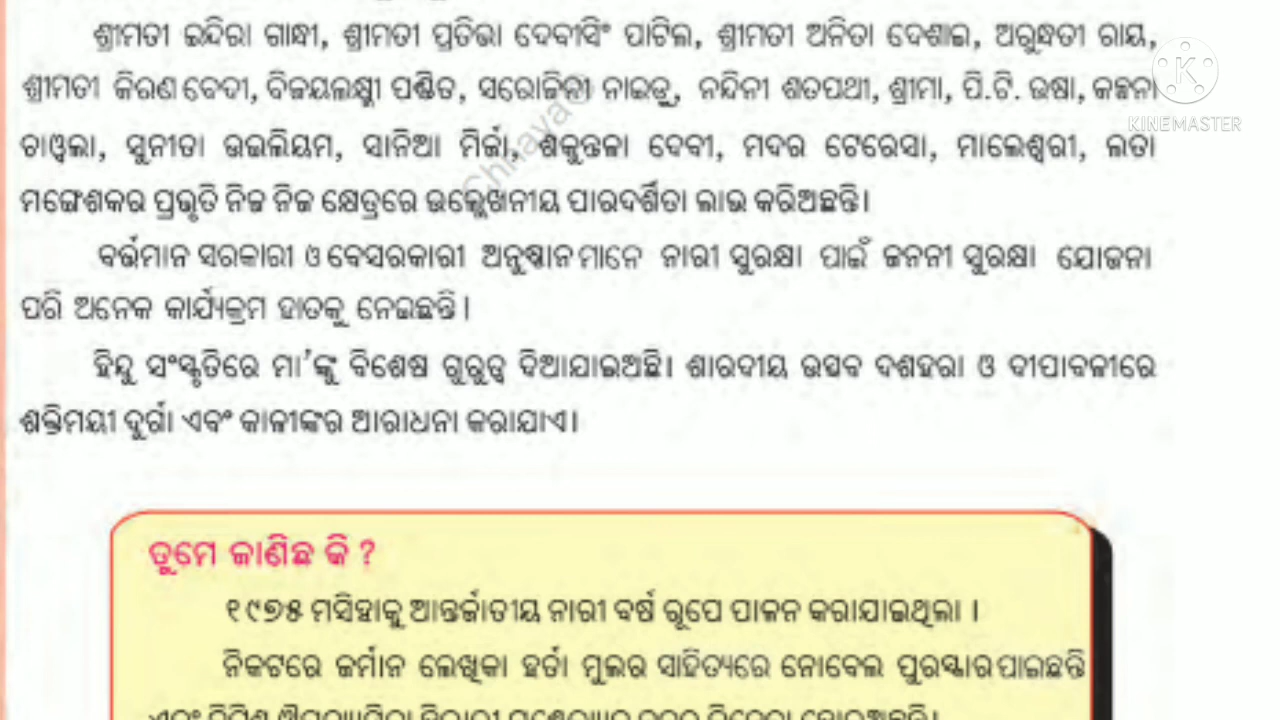 ଶ୍ରୀମତୀ ଇନ୍ଦିରା ଗାନ୍ଧୀ, ଶ୍ରୀମତୀ ପ୍ରତିଭା ଦେବୀସିଂ ପାଟିଲ, ଶ୍ରୀମତୀ ଅନିତା ଦେଶାଇ, ଅରୁନ୍ଧତୀ ରାୟ,
ଶ୍ରୀମତୀ କିରଣ ବେଦୀ, ବିଜୟଲକ୍ଷ୍ମୀ ପଣ୍ଡିତ, ସରୋଜିନୀ ନାଇଡୁ, ନନ୍ଦିନୀ ଶତପଥୀ, ଶ୍ରୀମା, ପି.ଟି. ଉଷା, କଳ୍ପନା
ଚାୱଲା, ସୁନୀତା ଉଇଲିୟମ, ସାନିଆ ମିର୍ଜା, ଶକୁନ୍ତଳା ଦେବୀ, ମଦର ଟେରେସା, ମାଲେଶ୍ୱରୀ, ଲତା
ମଙ୍ଗେଶକର ପ୍ରଭୃତି ନିଜ ନିଜ କ୍ଷେତ୍ରରେ ଉଲ୍ଲେଖନୀୟ ପାରଦର୍ଶିତା ଲାଭ କରିଅଛନ୍ତି।
ବର୍ତ୍ତମାନ ସରକାରୀ ଓ ବେସରକାରୀ ଅନୁଷ୍ଠାନମାନେ ନାରୀ ସୁରକ୍ଷା ପାଇଁ ଜନନୀ ସୁରକ୍ଷା ଯୋଜନା
ପରି ଅନେକ କାର୍ଯ୍ୟକ୍ରମ ହାତକୁ ନେଇଛନ୍ତି।
ହିନ୍ଦୁ ସଂସ୍କୃତିରେ ମା'ଙ୍କୁ ବିଶେଷ ଗୁରୁତ୍ୱ ଦିଆଯାଇଅଛି। ଶାରଦୀୟ ଉତ୍ସବ ଦଶହରା ଓ ଦୀପାବଳୀରେ
ଶକ୍ତିମୟୀ ଦୁର୍ଗା ଏବଂ କାଳୀଙ୍କର ଆରାଧନା କରାଯାଏ।
ତୁମେ ଜାଣିଛ କି ?
୧୯୭୫ ମସିହାକୁ ଆନ୍ତର୍ଜାତୀୟ ନାରୀ ବର୍ଷ ରୂପେ ପାଳନ କରାଯାଇଥିଲା ।
ନିକଟରେ ଜର୍ମାନ ଲେଖିକା ହର୍ତା ମୁଲର ସାହିତ୍ୟରେ ନୋବେଲ ପୁରସ୍କାର ପାଇଛନ୍ତି
Chhaya
KINEMASTER